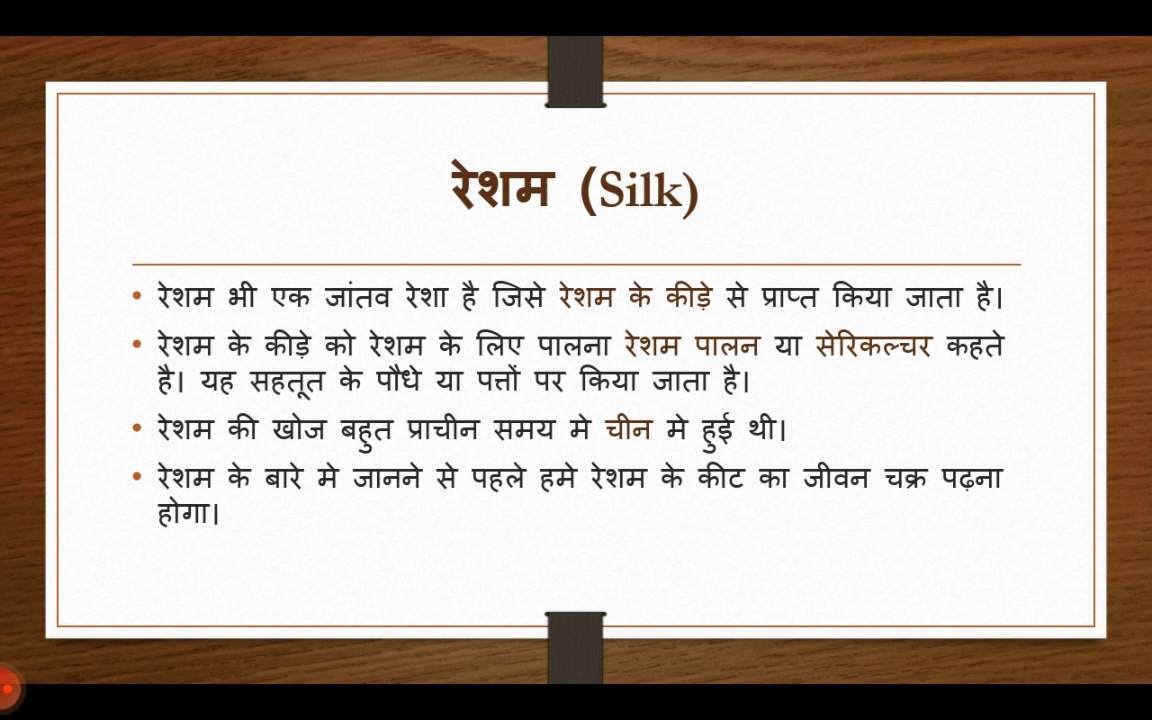 रेशम (Silk)
रेशम भी एक जांतव रेशा है जिसे रेशम के कीड़े से प्राप्त किया जाता है।
रेशम के कीड़े को रेशम के लिए पालना रेशम पालन या सेरिकल्चर कहते
है। यह सहतूत के पौधे या पत्तों पर किया जाता है।
रेशम की खोज बहुत प्राचीन समय मे चीन मे हुई थी।
रेशम के बारे मे जानने से पहले हमे रेशम के कीट का जीवन चक्र पढ़ना
होगा।